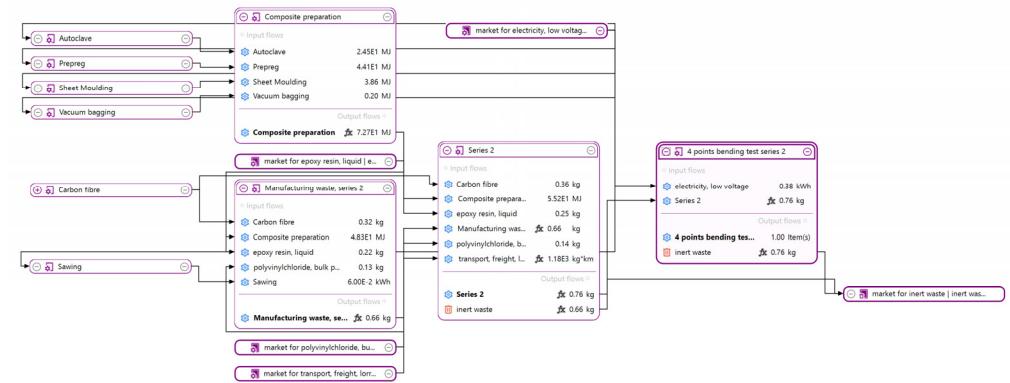 Composite preparation
Input flows
Autoclave 2.45E1 MJ
Prepreg 4.41E1 MJ
Sheet Moulding 3.86 MJ
Vacuum bagging 0.20 MJ
Output flows
Composite preparation fx 7.27E1 MJ
market for electricity, low voltag...
Autoclave
Prepreg
Sheet Moulding
Vacuum bagging
market for epoxy resin, liquid | e...
Carbon fibre
Sawing
Manufacturing waste, series 2
Input flows
Carbon fibre 0.32 kg
Composite preparation 4.83E1 MJ
epoxy resin, liquid 0.22 kg
polyvinylchloride, bulk p... 0.13 kg
Sawing 6.00E-2 kWh
Output flows
Manufacturing waste, se... fx 0.66 kg
market for polyvinylchloride, bu...
market for transport, freight, lorr...
Series 2
Input flows
Carbon fibre 0.36 kg
Composite prepara... 5.52E1 MJ
epoxy resin, liquid 0.25 kg
Manufacturing was... fx 0.66 kg
polyvinylchloride, b... 0.14 kg
transport, freight, l... fx 1.18E3 kg*km
Output flows
Series 2 fx 0.76 kg
inert waste fx 0.66 kg
4 points bending test series 2
Input flows
electricity, low voltage 0.38 kWh
Series 2 fx 0.76 kg
Output flows
4 points bending tes... 1.00 Item(s)
inert waste fx 0.76 kg
market for inert waste | inert was...